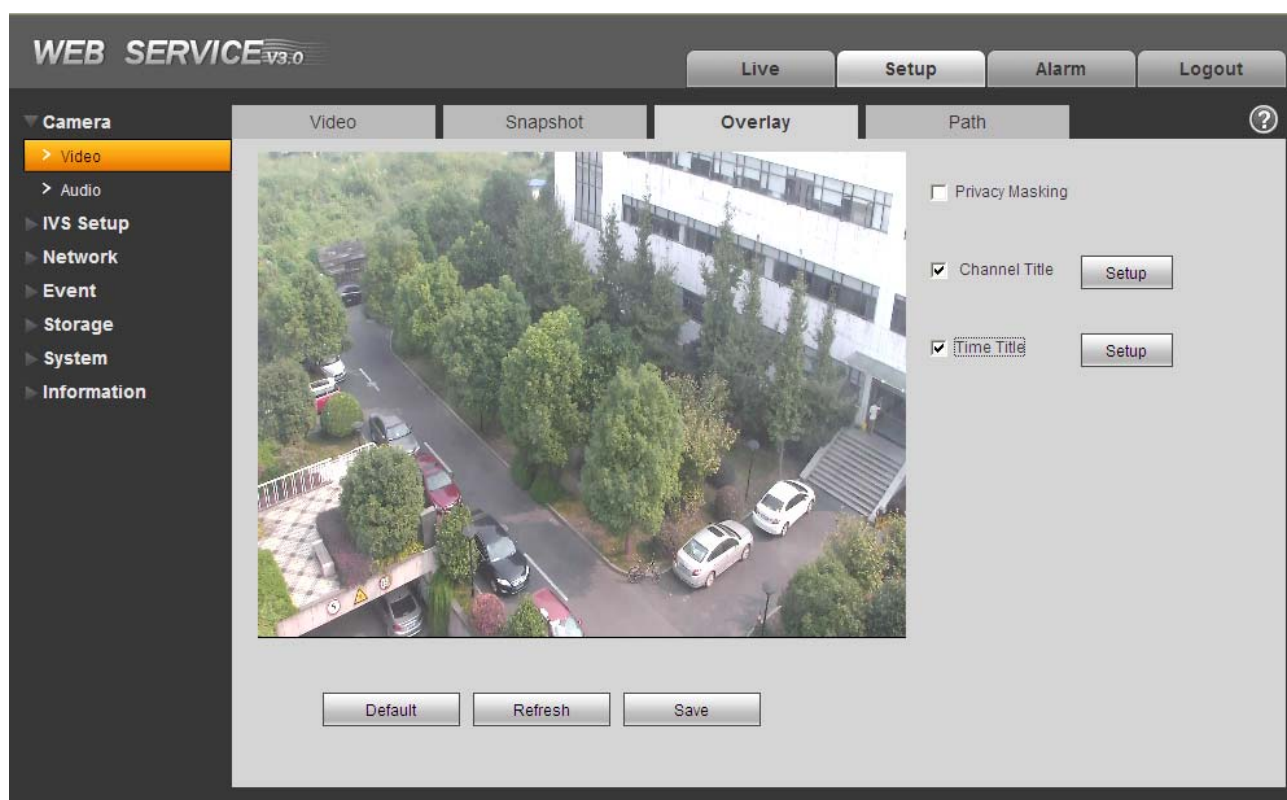 WEB SERVICE V3.0
Live Setup Alarm Logout
Camera
Video
Audio
IVS Setup
Network
Event
Storage
System
Information
Video Snapshot Overlay Path
?
Privacy Masking
Channel Title Setup
Time Title Setup
Default Refresh Save
5